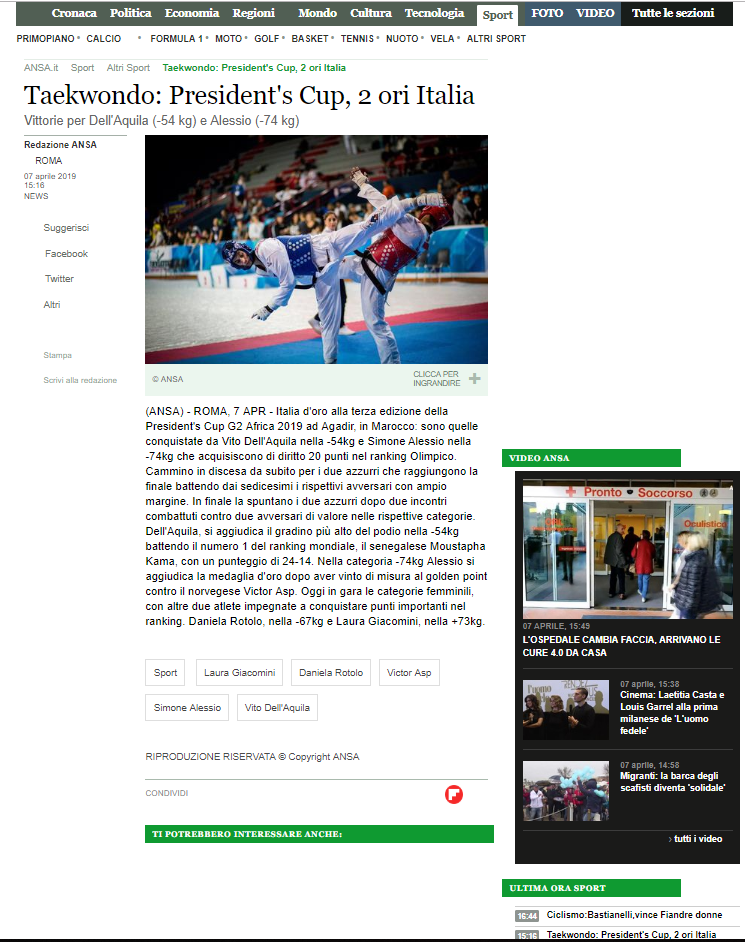 Cronaca Politica Economia Regioni Mondo Cultura Tecnologia Sport FOTO VIDEO Tutte le sezioni
PRIMOPIANO • CALCIO • FORMULA 1 • MOTO • GOLF • BASKET • TENNIS • NUOTO • VELA • ALTRI SPORT
ANSA.it Sport Altri Sport Taekwondo: President's Cup, 2 ori Italia
Taekwondo: President's Cup, 2 ori Italia
Vittorie per Dell'Aquila (-54 kg) e Alessio (-74 kg)
Redazione ANSA
ROMA
07 aprile 2019
15:16
NEWS
Suggerisci
Facebook
Twitter
Altri
Stampa
Scrivi alla redazione
© ANSA
CLICCA PER
INGRANDIRE
(ANSA) - ROMA, 7 APR - Italia d'oro alla terza edizione della
President's Cup G2 Africa 2019 ad Agadir, in Marocco: sono quelle
conquistate da Vito Dell'Aquila nella -54kg e Simone Alessio nella
-74kg che acquisiscono di diritto 20 punti nel ranking Olimpico.
Cammino in discesa da subito per i due azzurri che raggiungono la
finale battendo dai sedicesimi i rispettivi avversari con ampio
margine. In finale la spuntano i due azzurri dopo due incontri
combattuti contro due avversari di valore nelle rispettive categorie.
Dell'Aquila, si aggiudica il gradino più alto del podio nella -54kg
battendo il numero 1 del ranking mondiale, il senegalese Moustapha
Kama, con un punteggio di 24-14. Nella categoria -74kg Alessio si
aggiudica la medaglia d'oro dopo aver vinto di misura al golden point
contro il norvegese Victor Asp. Oggi in gara le categorie femminili,
con altre due atlete impegnate a conquistare punti importanti nel
ranking. Daniela Rotolo, nella -67kg e Laura Giacomini, nella +73kg.
Sport Laura Giacomini Daniela Rotolo Victor Asp
Simone Alessio Vito Dell'Aquila
RIPRODUZIONE RISERVATA © Copyright ANSA
CONDIVIDI
TI POTREBBERO INTERESSARE ANCHE:
VIDEO ANSA
Pronto Soccorso
Oculistico
07 APRILE, 15:49
L'OSPEDALE CAMBIA FACCIA, ARRIVANO LE
CURE 4.0 DA CASA
07 aprile, 15:38
Cinema: Laetitia Casta e
Louis Garrel alla prima
milanese de 'L'uomo
fedele'
07 aprile, 14:58
Migranti: la barca degli
scafisti diventa 'solidale'
› tutti i video
ULTIMA ORA SPORT
16:44 Ciclismo:Bastianelli,vince Fiandre donne
15:16 Taekwondo: President's Cup, 2 ori Italia